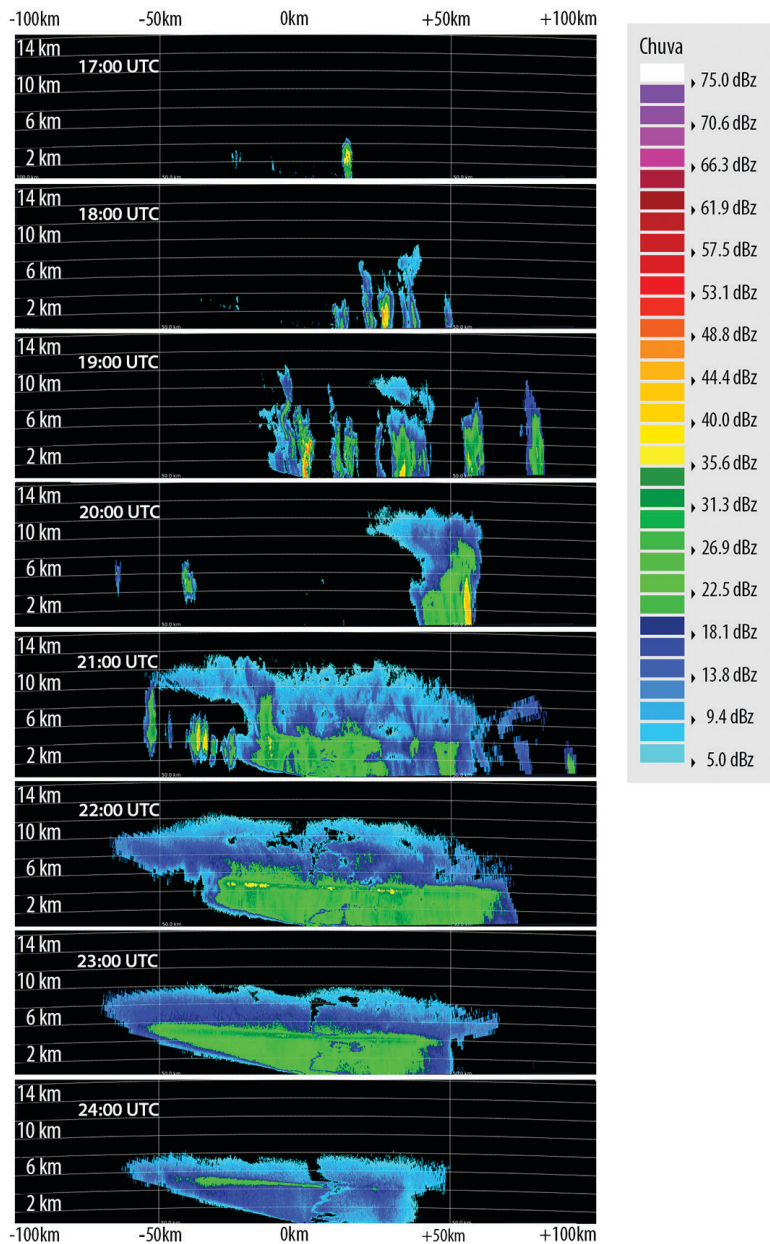 -100km -50km 0km +50km +100km
14 km
17:00 UTC
10 km
6 km
2 km
14 km
18:00 UTC
10 km
6 km
2 km
14 km
19:00 UTC
10 km
6 km
2 km
14 km
20:00 UTC
10 km
6 km
2 km
14 km
21:00 UTC
10 km
6 km
2 km
14 km
22:00 UTC
10 km
6 km
2 km
14 km
23:00 UTC
10 km
6 km
2 km
14 km
24:00 UTC
10 km
6 km
2 km
-100km -50km 0km +50km +100km
Chuva
75.0 dBz
70.6 dBz
66.3 dBz
61.9 dBz
57.5 dBz
53.1 dBz
48.8 dBz
44.4 dBz
40.0 dBz
35.6 dBz
31.3 dBz
26.9 dBz
22.5 dBz
18.1 dBz
13.8 dBz
9.4 dBz
5.0 dBz